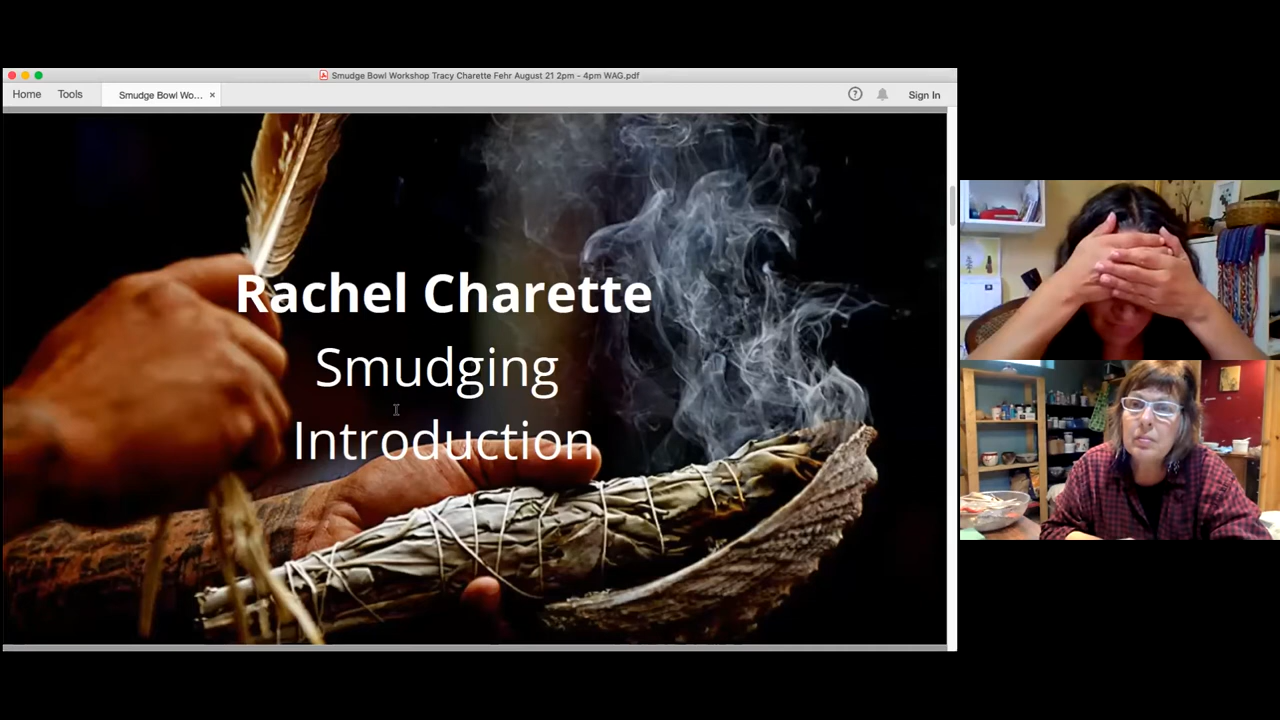 Smudge Bowl Workshop Tracy Charette Fehr August 21 2pm - 4pm WAG.pdf
Home Tools Smudge Bowl Wo... × Sign In
Rachel Charette
Smudging
Introduction